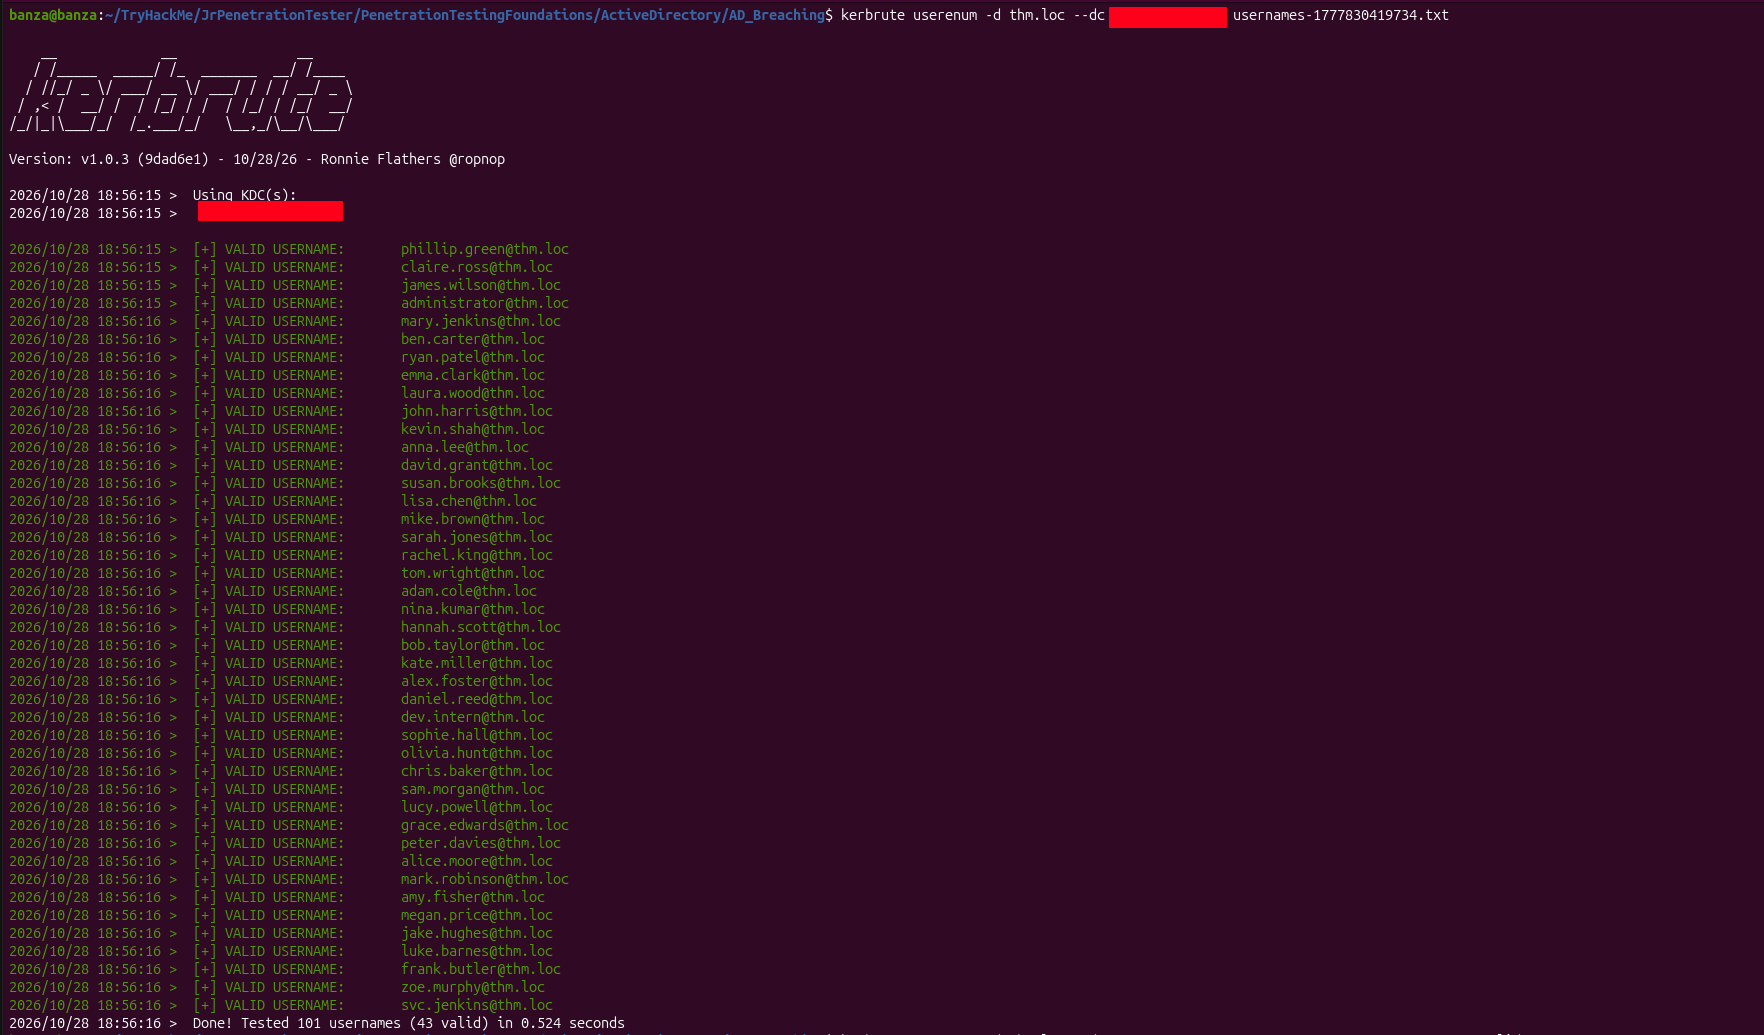 banza@banza:~/TryHackMe/JrPenetrationTester/PenetrationTestingFoundations/ActiveDirectory/AD_Breaching$ kerbrute userenum -d thm.loc --dc usernames-1777830419734.txt
    __             __               __
   / /_____  _____/ /_  _______  __/ /____
  / //_/ _ \/ ___/ __ \/ ___/ / / / __/ _ \
 / ,< /  __/ /  / /_/ / /  / /_/ / /_/  __/
/_/|_|\___/_/  /_.___/_/   \__,_/\__/\___/
Version: v1.0.3 (9dad6e1) - 10/28/26 - Ronnie Flathers @ropnop
2026/10/28 18:56:15 >  Using KDC(s):
2026/10/28 18:56:15 >
2026/10/28 18:56:15 >  [+] VALID USERNAME:       phillip.green@thm.loc
2026/10/28 18:56:15 >  [+] VALID USERNAME:       claire.ross@thm.loc
2026/10/28 18:56:15 >  [+] VALID USERNAME:       james.wilson@thm.loc
2026/10/28 18:56:15 >  [+] VALID USERNAME:       administrator@thm.loc
2026/10/28 18:56:16 >  [+] VALID USERNAME:       mary.jenkins@thm.loc
2026/10/28 18:56:16 >  [+] VALID USERNAME:       ben.carter@thm.loc
2026/10/28 18:56:16 >  [+] VALID USERNAME:       ryan.patel@thm.loc
2026/10/28 18:56:16 >  [+] VALID USERNAME:       emma.clark@thm.loc
2026/10/28 18:56:16 >  [+] VALID USERNAME:       laura.wood@thm.loc
2026/10/28 18:56:16 >  [+] VALID USERNAME:       john.harris@thm.loc
2026/10/28 18:56:16 >  [+] VALID USERNAME:       kevin.shah@thm.loc
2026/10/28 18:56:16 >  [+] VALID USERNAME:       anna.lee@thm.loc
2026/10/28 18:56:16 >  [+] VALID USERNAME:       david.grant@thm.loc
2026/10/28 18:56:16 >  [+] VALID USERNAME:       susan.brooks@thm.loc
2026/10/28 18:56:16 >  [+] VALID USERNAME:       lisa.chen@thm.loc
2026/10/28 18:56:16 >  [+] VALID USERNAME:       mike.brown@thm.loc
2026/10/28 18:56:16 >  [+] VALID USERNAME:       sarah.jones@thm.loc
2026/10/28 18:56:16 >  [+] VALID USERNAME:       rachel.king@thm.loc
2026/10/28 18:56:16 >  [+] VALID USERNAME:       tom.wright@thm.loc
2026/10/28 18:56:16 >  [+] VALID USERNAME:       adam.cole@thm.loc
2026/10/28 18:56:16 >  [+] VALID USERNAME:       nina.kumar@thm.loc
2026/10/28 18:56:16 >  [+] VALID USERNAME:       hannah.scott@thm.loc
2026/10/28 18:56:16 >  [+] VALID USERNAME:       bob.taylor@thm.loc
2026/10/28 18:56:16 >  [+] VALID USERNAME:       kate.miller@thm.loc
2026/10/28 18:56:16 >  [+] VALID USERNAME:       alex.foster@thm.loc
2026/10/28 18:56:16 >  [+] VALID USERNAME:       daniel.reed@thm.loc
2026/10/28 18:56:16 >  [+] VALID USERNAME:       dev.intern@thm.loc
2026/10/28 18:56:16 >  [+] VALID USERNAME:       sophie.hall@thm.loc
2026/10/28 18:56:16 >  [+] VALID USERNAME:       olivia.hunt@thm.loc
2026/10/28 18:56:16 >  [+] VALID USERNAME:       chris.baker@thm.loc
2026/10/28 18:56:16 >  [+] VALID USERNAME:       sam.morgan@thm.loc
2026/10/28 18:56:16 >  [+] VALID USERNAME:       lucy.powell@thm.loc
2026/10/28 18:56:16 >  [+] VALID USERNAME:       grace.edwards@thm.loc
2026/10/28 18:56:16 >  [+] VALID USERNAME:       peter.davies@thm.loc
2026/10/28 18:56:16 >  [+] VALID USERNAME:       alice.moore@thm.loc
2026/10/28 18:56:16 >  [+] VALID USERNAME:       mark.robinson@thm.loc
2026/10/28 18:56:16 >  [+] VALID USERNAME:       amy.fisher@thm.loc
2026/10/28 18:56:16 >  [+] VALID USERNAME:       megan.price@thm.loc
2026/10/28 18:56:16 >  [+] VALID USERNAME:       jake.hughes@thm.loc
2026/10/28 18:56:16 >  [+] VALID USERNAME:       luke.barnes@thm.loc
2026/10/28 18:56:16 >  [+] VALID USERNAME:       frank.butler@thm.loc
2026/10/28 18:56:16 >  [+] VALID USERNAME:       zoe.murphy@thm.loc
2026/10/28 18:56:16 >  [+] VALID USERNAME:       svc.jenkins@thm.loc
2026/10/28 18:56:16 >  Done! Tested 101 usernames (43 valid) in 0.524 seconds